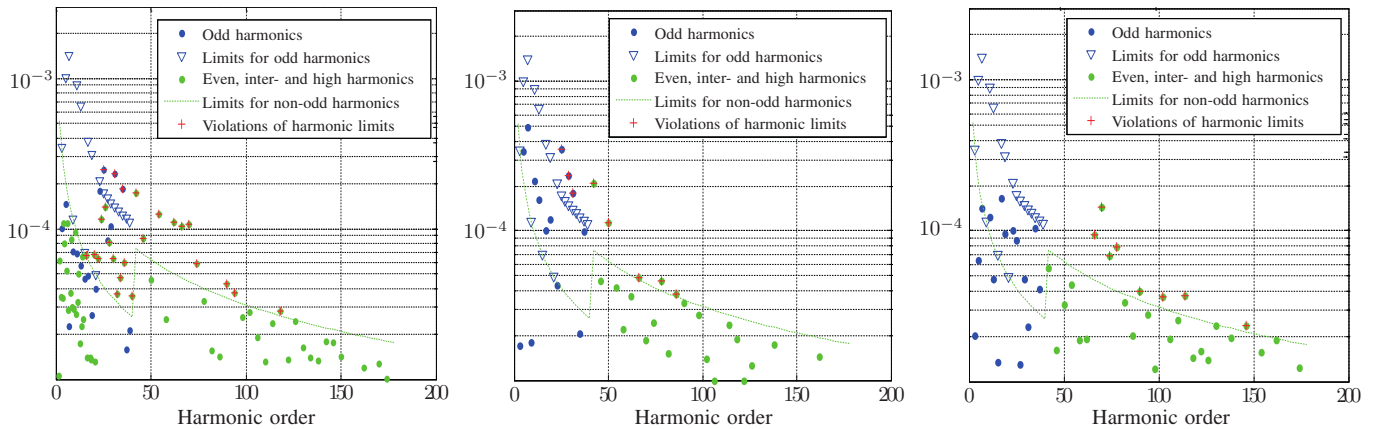 Odd harmonics
Limits for odd harmonics
Even, inter- and high harmonics
Limits for non-odd harmonics
Violations of harmonic limits
10⁻³
10⁻⁴
0 50 100 150 200
Harmonic order
Odd harmonics
Limits for odd harmonics
Even, inter- and high harmonics
Limits for non-odd harmonics
Violations of harmonic limits
10⁻³
10⁻⁴
0 50 100 150 200
Harmonic order
Odd harmonics
Limits for odd harmonics
Even, inter- and high harmonics
Limits for non-odd harmonics
Violations of harmonic limits
10⁻³
10⁻⁴
0 50 100 150 200
Harmonic order